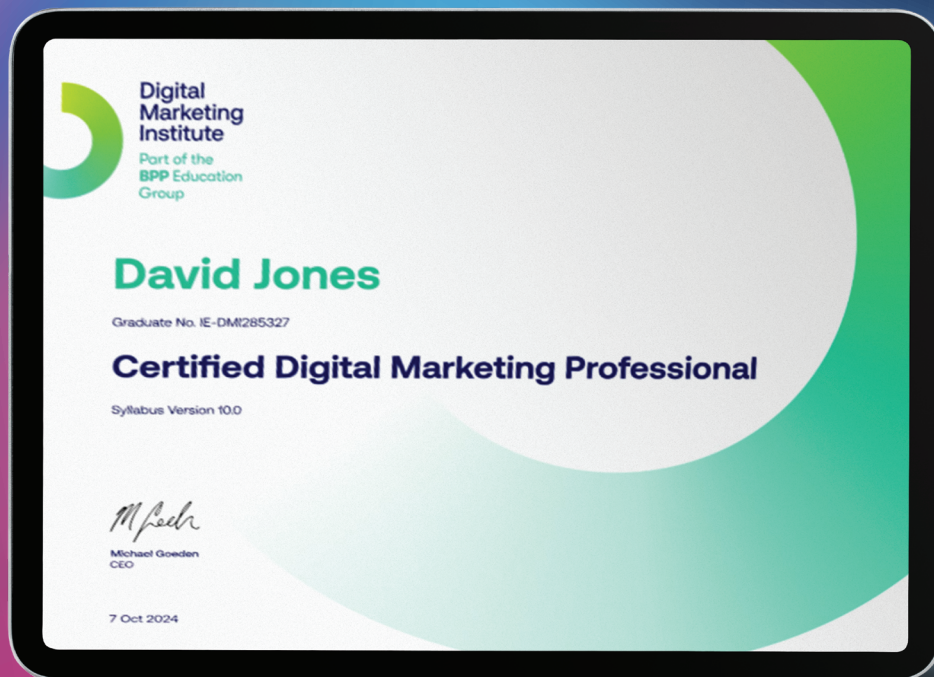 Digital
Marketing
Institute
Part of the
BPP Education
Group
David Jones
Graduate No. IE-DMI285327
Certified Digital Marketing Professional
Syllabus Version 10.0
Michael Goeden
CEO
7 Oct 2024